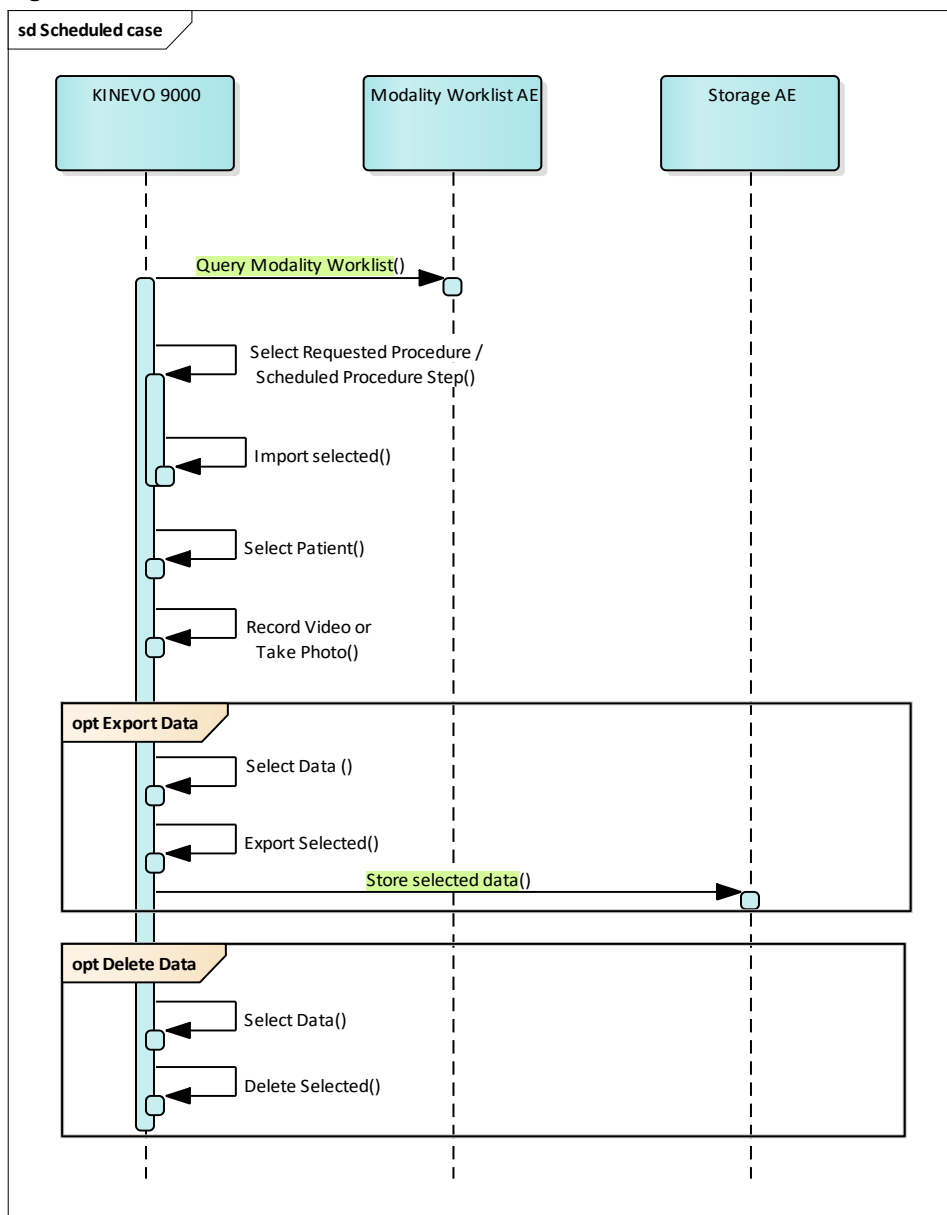 sd Scheduled case
KINEVO 9000
Modality Worklist AE
Storage AE
Query Modality Worklist()
Select Requested Procedure /
Scheduled Procedure Step()
Import selected()
Select Patient()
Record Video or
Take Photo()
opt Export Data
Select Data ()
Export Selected()
Store selected data()
opt Delete Data
Select Data()
Delete Selected()